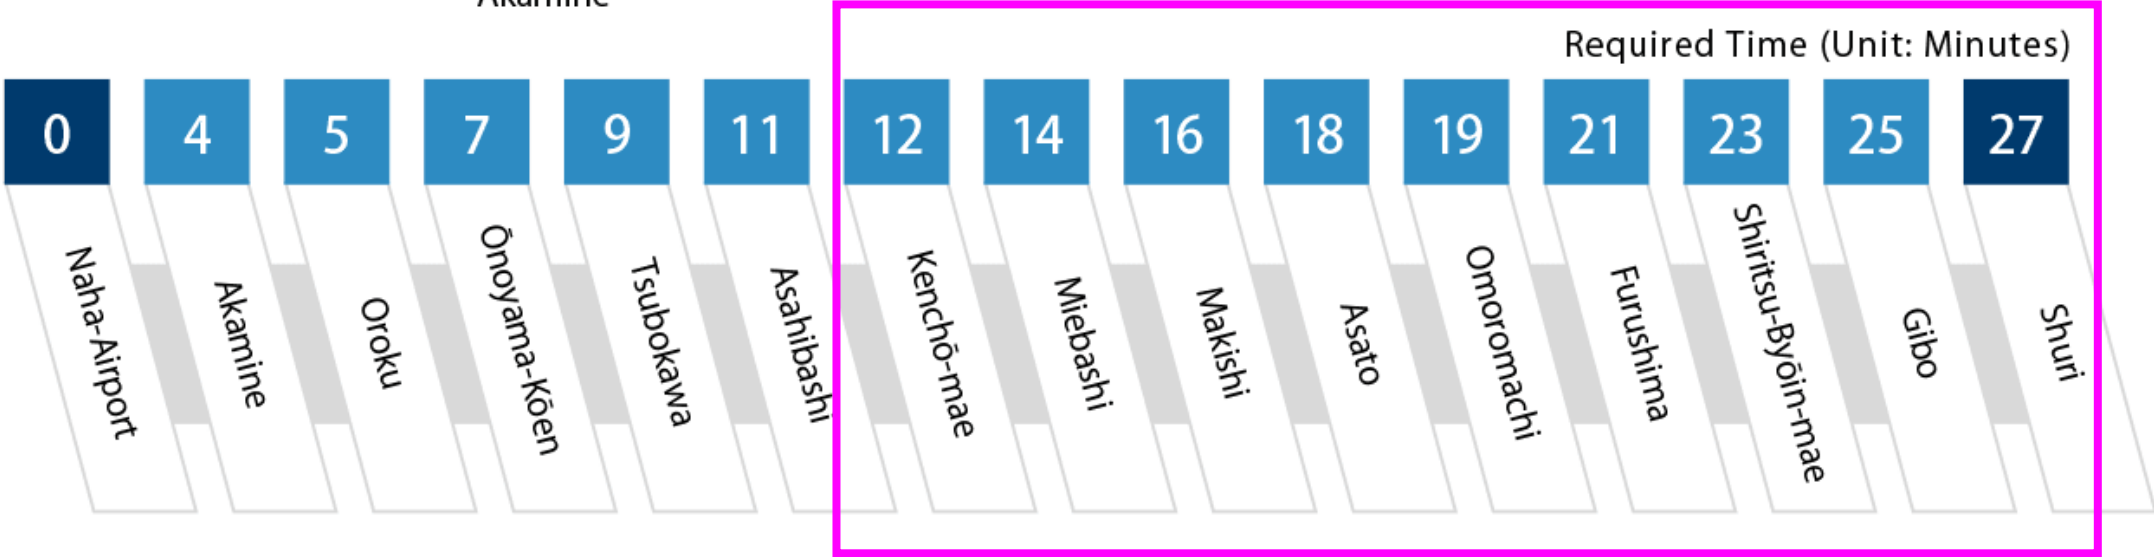 Akamine
Required Time (Unit: Minutes)
0 4 5 7 9 11 12 14 16 18 19 21 23 25 27
Naha-Airport
Akamine
Oroku
Ōnoyama-Kōen
Tsubokawa
Asahibashi
Kenchō-mae
Miebashi
Makishi
Asato
Omoromachi
Furushima
Shiritsu-Byōin-mae
Gibo
Shuri